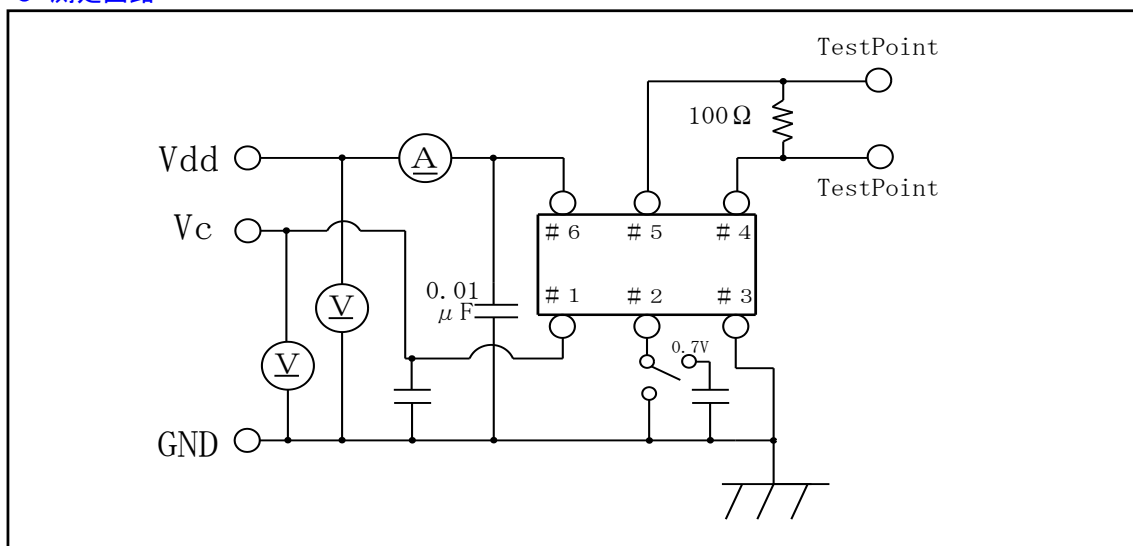 TestPoint
100Ω
Vdd
A
TestPoint
Vc
#6
#5
#4
0.01
μF
#1
#2
#3
V
0.7V
V
GND